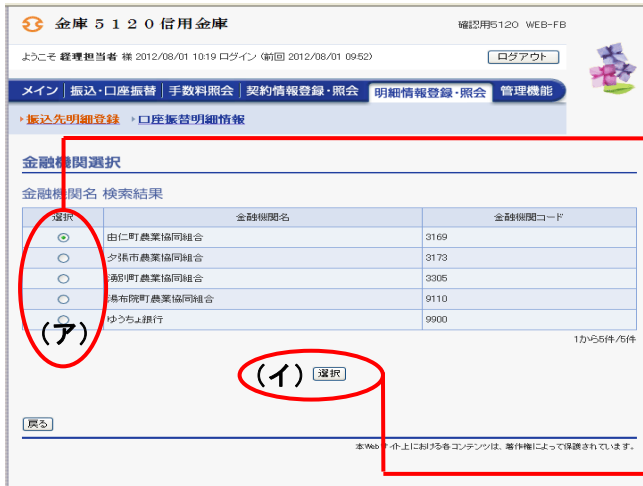 金庫５１２０信用金庫
確認用5120 WEB-FB
ようこそ 経理担当者 様 2012/08/01 10:19 ログイン (前回 2012/08/01 09:52)
ログアウト
メイン 振込・口座振替 手数料照会 契約情報登録・照会 明細情報登録・照会 管理機能
振込先明細登録 口座振替明細情報
金融機関選択
金融機関名 検索結果
選択 金融機関名 金融機関コード
由仁町農業協同組合 3169
夕張市農業協同組合 3173
湧別町農業協同組合 3305
湯布院町農業協同組合 9110
ゆうちょ銀行 9900
(ア)
1から5件/5件
(イ) 選択
戻る
本Webサイト上における各コンテンツは、著作権によって保護されています。